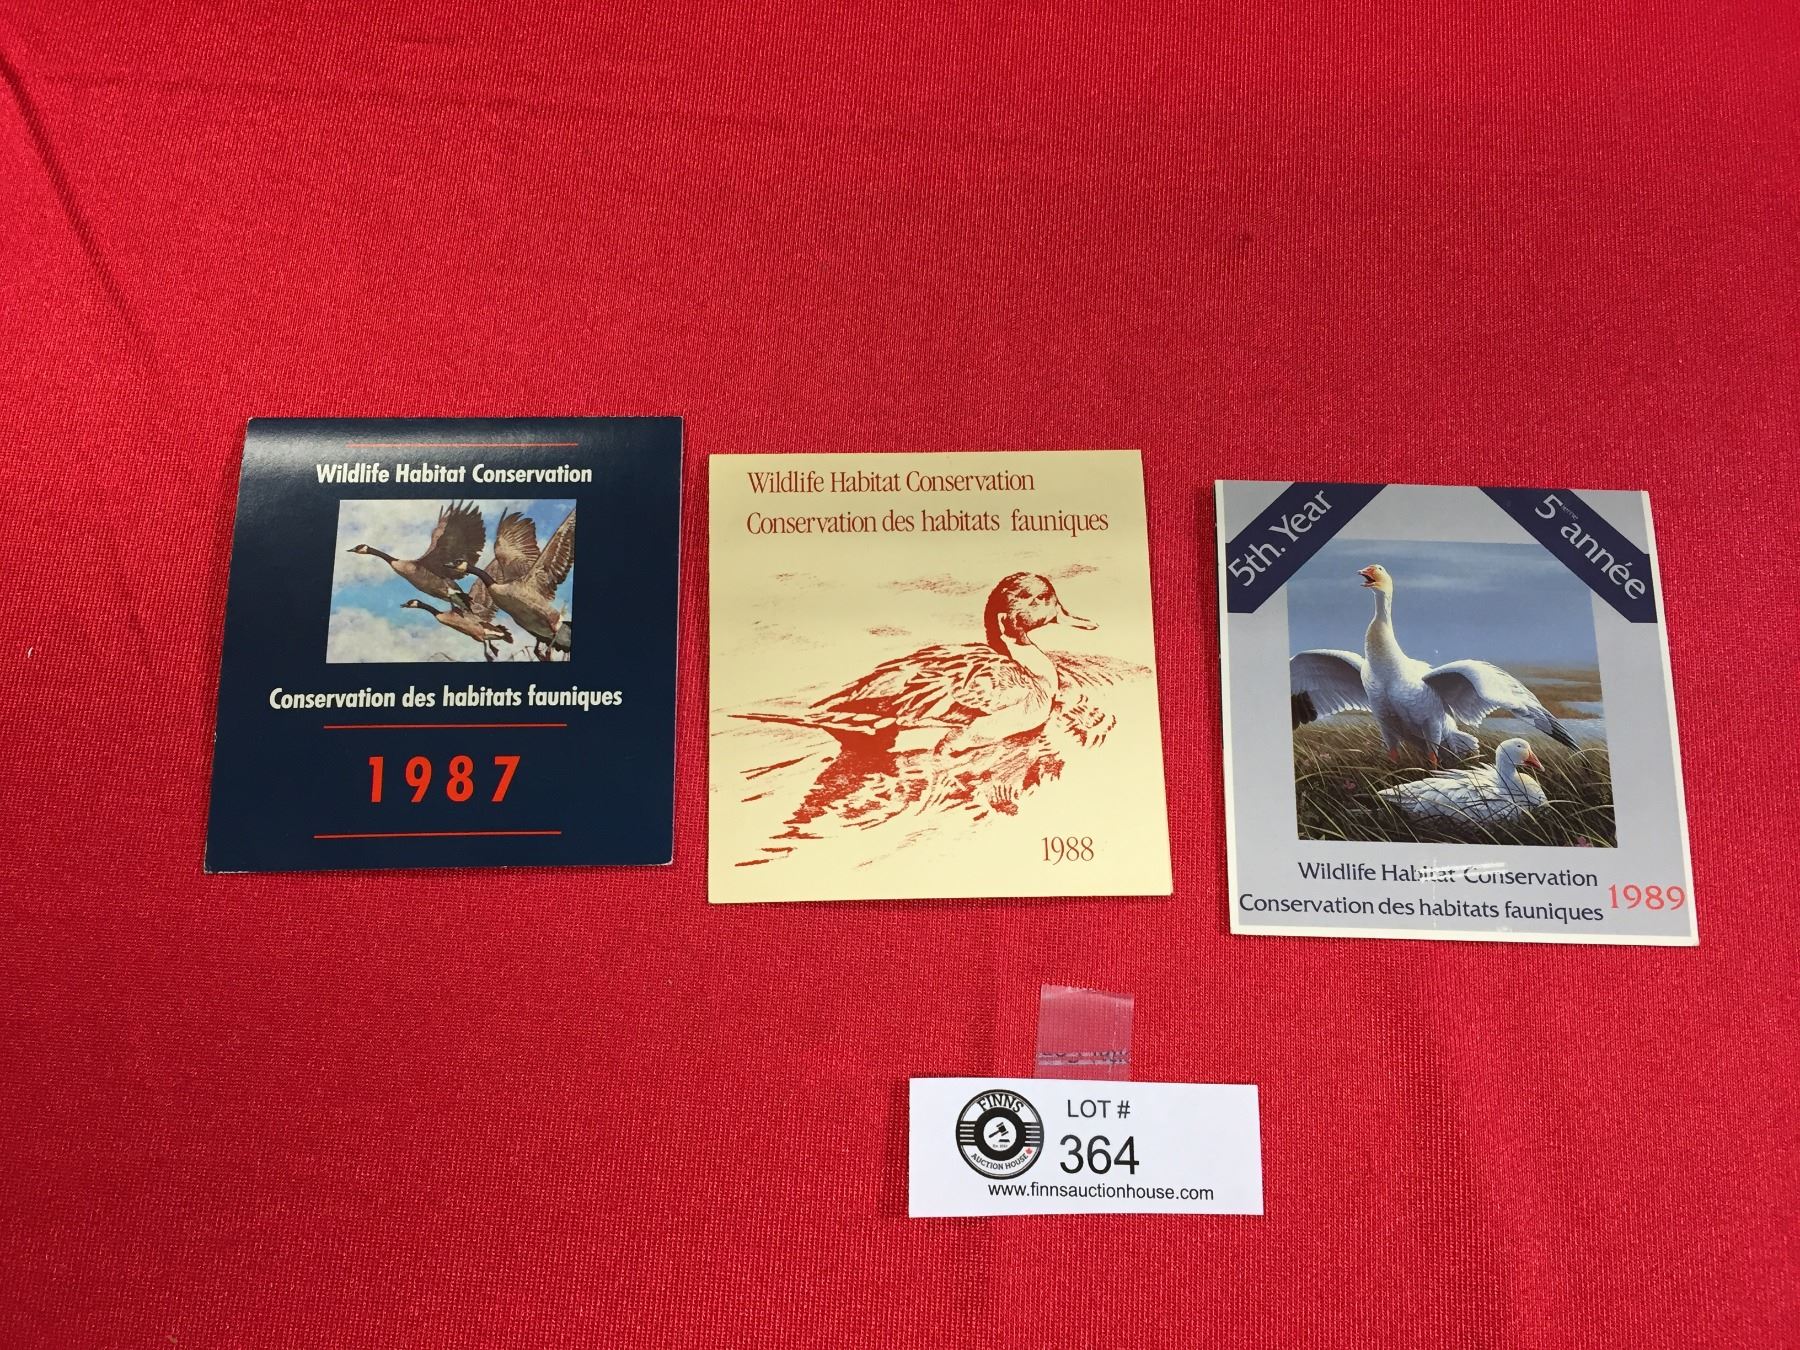 Wildlife Habitat Conservation
Conservation des habitats fauniques
1987
Wildlife Habitat Conservation
Conservation des habitats fauniques
1988
5th. Year
5ième année
Wildlife Habitat Conservation
Conservation des habitats fauniques
1989
FINNS
AUCTION HOUSE
LOT #
364
www.finnsauctionhouse.com